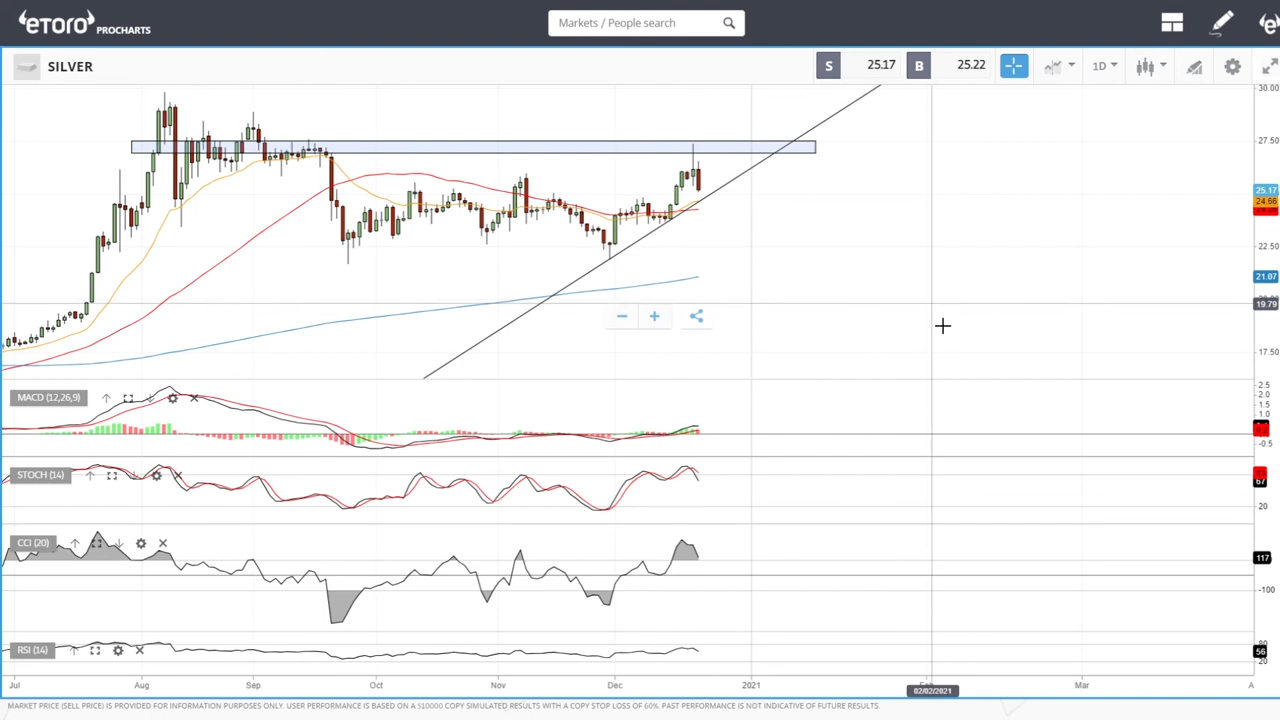 eToro PROCHARTS
Markets / People search
SILVER
S 25.17 B 25.22 1D
30.00
27.50
25.17
24.66
22.50
21.07
19.79
17.50
MACD (12,26,9)
2.5
2.0
1.5
1.0
-0.5
STOCH (14)
67
20
CCI (20)
117
-100
RSI (14)
80
56
20
Jul Aug Sep Oct Nov Dec 2021 Mar A
02/02/2021
MARKET PRICE (SELL PRICE) IS PROVIDED FOR INFORMATION PURPOSES ONLY. USER PERFORMANCE IS BASED ON A $10000 COPY SIMULATED RESULTS WITH A COPY STOP LOSS OF 60%. PAST PERFORMANCE IS NOT INDICATIVE OF FUTURE RESULTS.